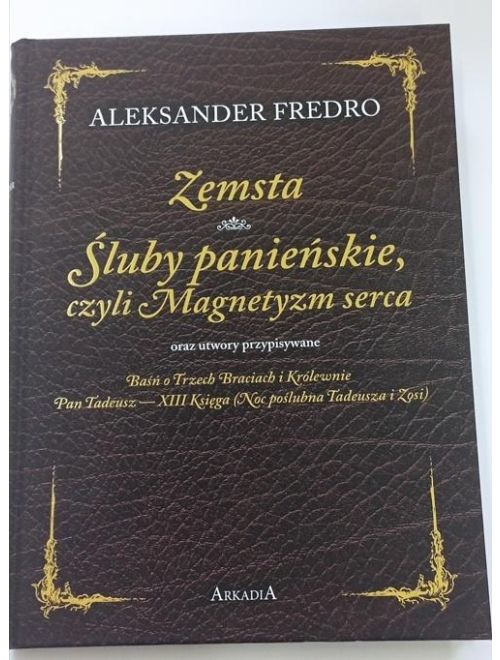 ALEKSANDER FREDRO
Zemsta
Śluby panieńskie,
czyli Magnetyzm serca
oraz utwory przypisywane
Baśń o Trzech Braciach i Królewnie
Pan Tadeusz — XIII Księga (Noc poślubna Tadeusza i Zosi)
ARKADIA